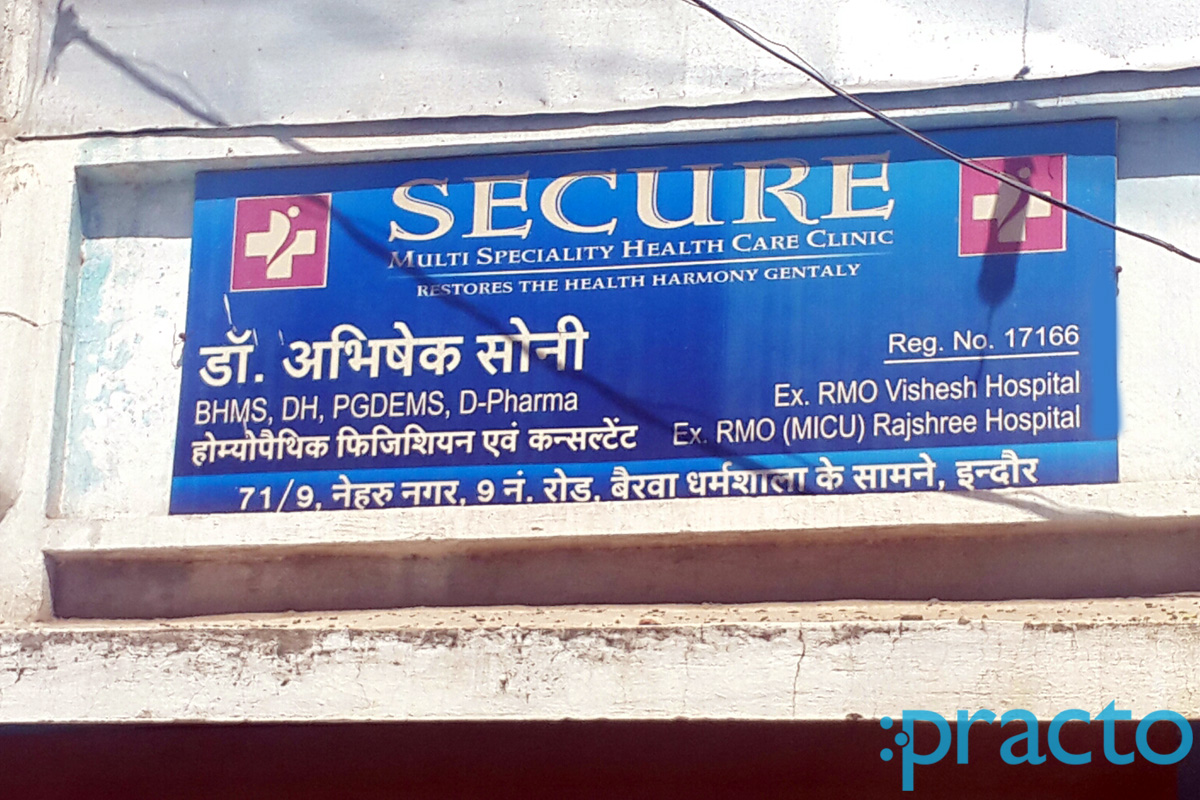 SECURE
MULTI SPECIALITY HEALTH CARE CLINIC
RESTORES THE HEALTH HARMONY GENTALY
डॉ. अभिषेक सोनी
BHMS, DH, PGDEMS, D-Pharma
होम्योपैथिक फिजिशियन एवं कन्सल्टेंट
Reg. No. 17166
Ex. RMO Vishesh Hospital
Ex. RMO (MICU) Rajshree Hospital
71/9, नेहरु नगर, 9 नं. रोड, बैरवा धर्मशाला के सामने, इन्दौर
practo